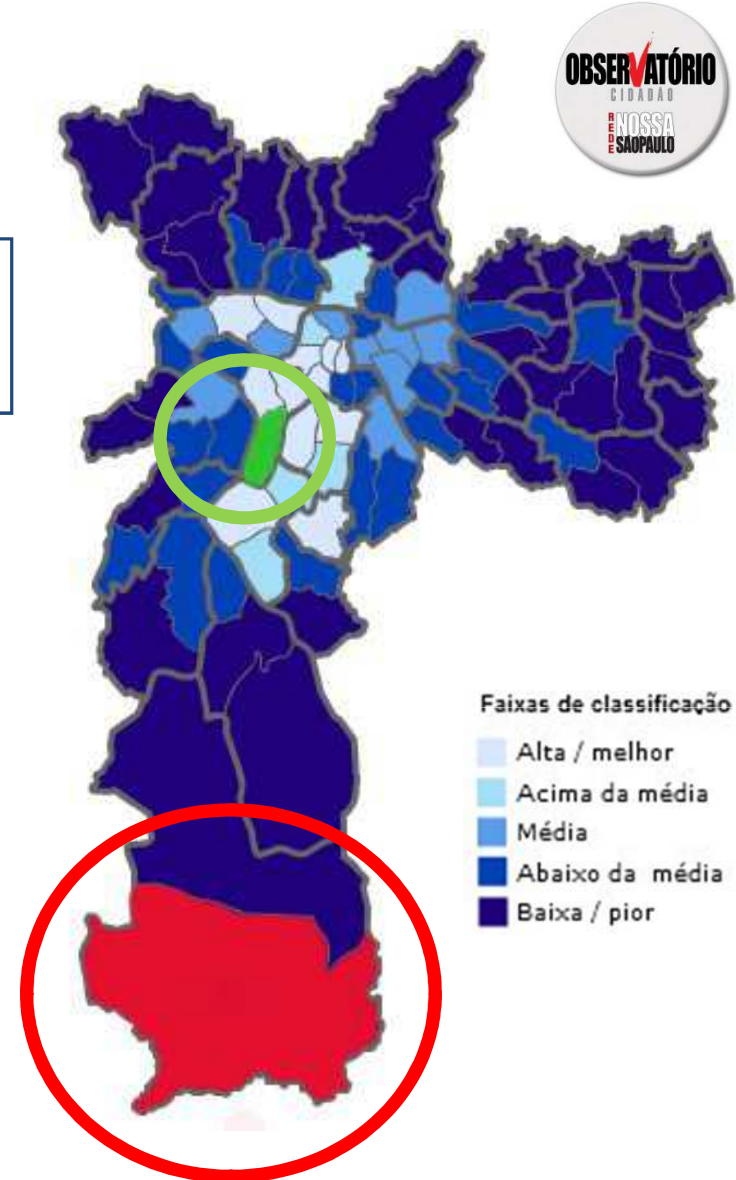 OBSERVATÓRIO
CIDADÃO
REDE
NOSSA
SÃOPAULO
Faixas de classificação
Alta / melhor
Acima da média
Média
Abaixo da média
Baixa / pior